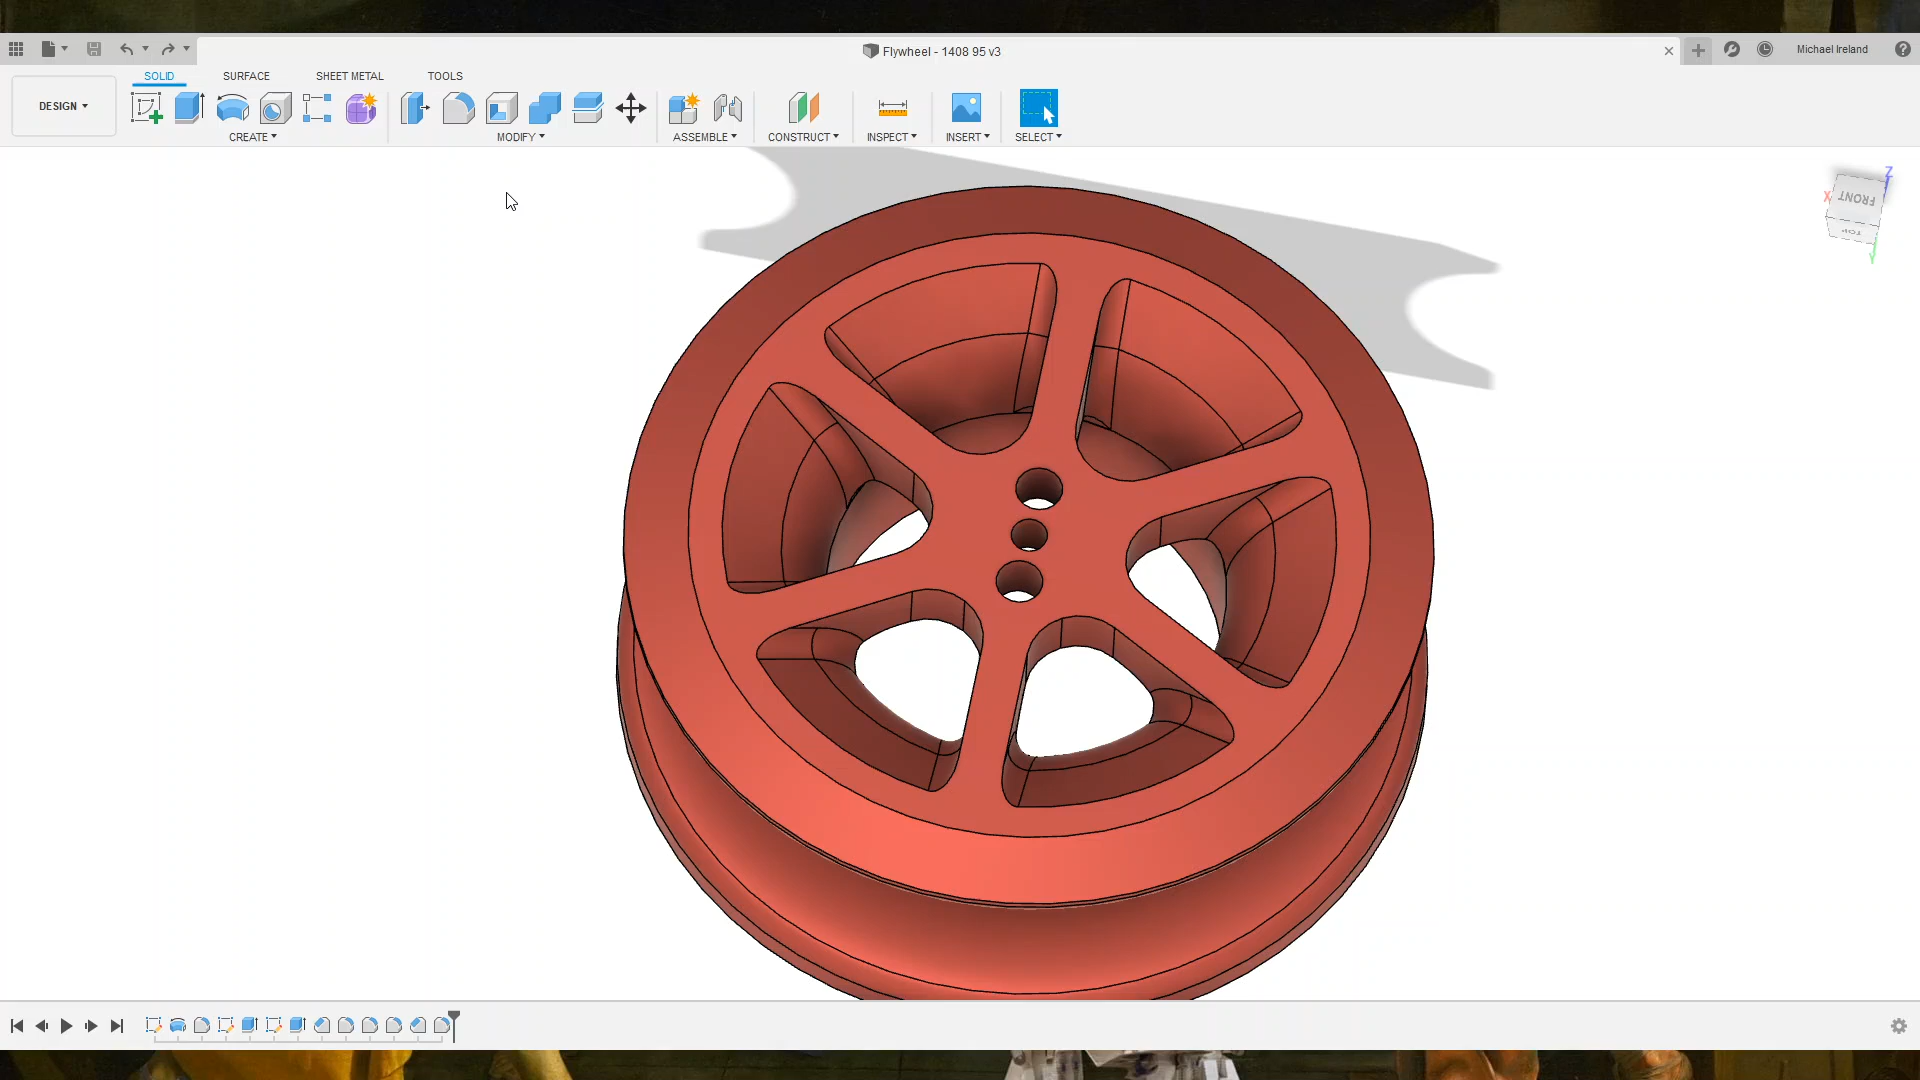 Flywheel - 1408 95 v3
Michael Ireland
SOLID
SURFACE
SHEET METAL
TOOLS
DESIGN
CREATE
MODIFY
ASSEMBLE
CONSTRUCT
INSPECT
INSERT
SELECT
Z
X
FRONT
TOP
Y